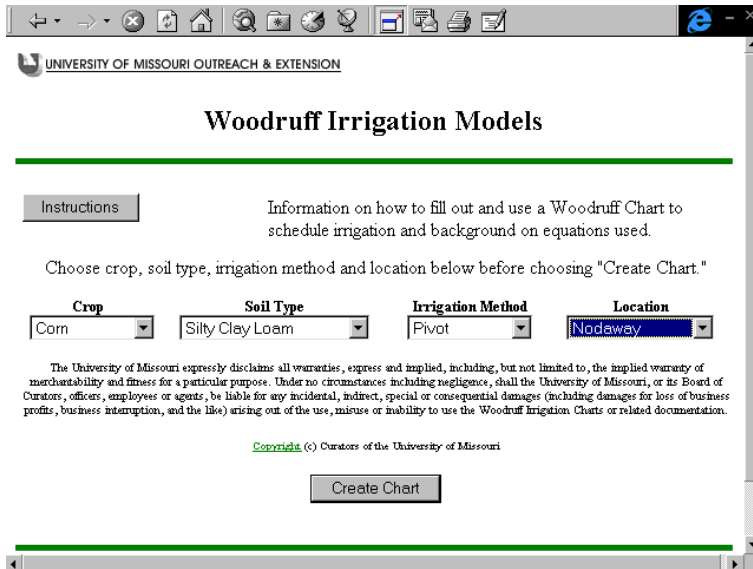 UNIVERSITY OF MISSOURI OUTREACH & EXTENSION
Woodruff Irrigation Models
Instructions
Information on how to fill out and use a Woodruff Chart to
schedule irrigation and background on equations used.
Choose crop, soil type, irrigation method and location below before choosing "Create Chart."
Crop Soil Type Irrigation Method Location
Corn Silty Clay Loam Pivot Nodaway
The University of Missouri expressly disclaims all warranties, express and implied, including, but not limited to, the implied warranty of
merchantability and fitness for a particular purpose. Under no circumstances including negligence, shall the University of Missouri, or its Board of
Curators, officers, employees or agents, be liable for any incidental, indirect, special or consequential damages (including damages for loss of business
profits, business interruption, and the like) arising out of the use, misuse or inability to use the Woodruff Irrigation Charts or related documentation.
Copyright (c) Curators of the University of Missouri
Create Chart